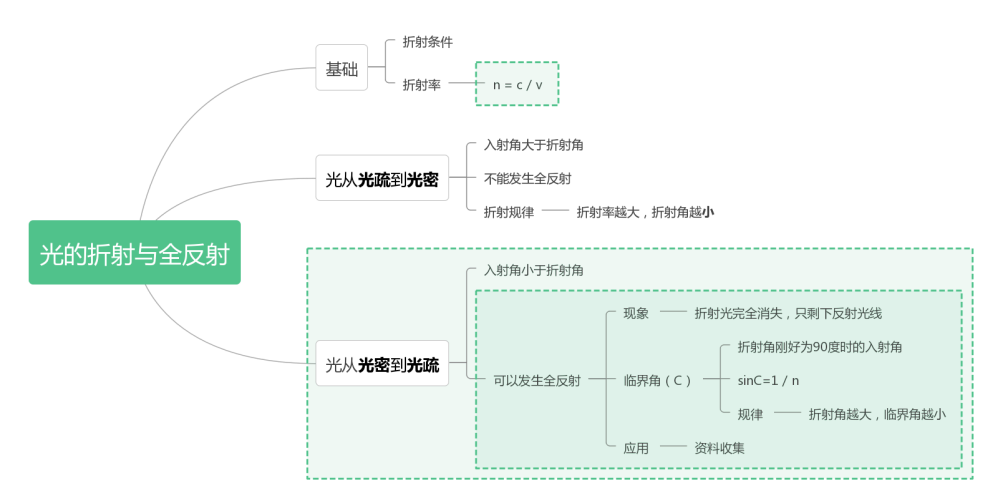 光的折射与全反射
基础
折射条件
折射率
n = c / v
光从光疏到光密
入射角大于折射角
不能发生全反射
折射规律
折射率越大，折射角越小
光从光密到光疏
入射角小于折射角
可以发生全反射
现象
折射光完全消失，只剩下反射光线
临界角（C）
折射角刚好为90度时的入射角
sinC=1 / n
规律
折射角越大，临界角越小
应用
资料收集